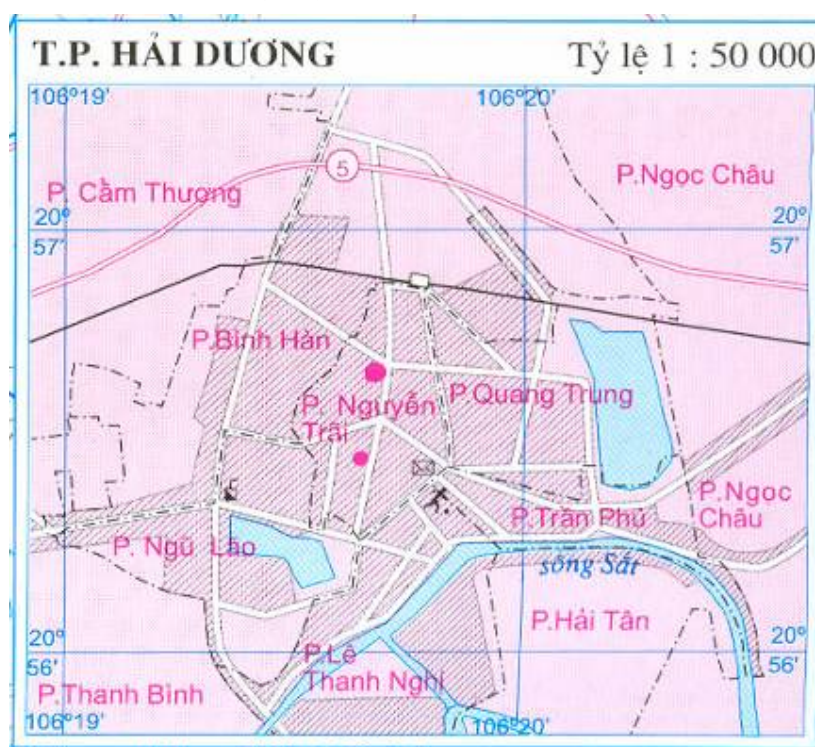 T.P. HẢI DƯƠNG
Tỷ lệ 1 : 50 000
106°19'
106°20'
5
P. Cẩm Thượng
P.Ngọc Châu
20°
57'
20°
57'
P.Bình Hàn
P. Nguyễn
Trãi
P.Quang Trung
P.Ngọc
Châu
P.Trần Phú
P. Ngũ Lão
sông Sắt
P.Hải Tân
20°
56'
P.Lê
Thanh Nghị
20°
56'
P.Thanh Bình
106°19'
106°20'